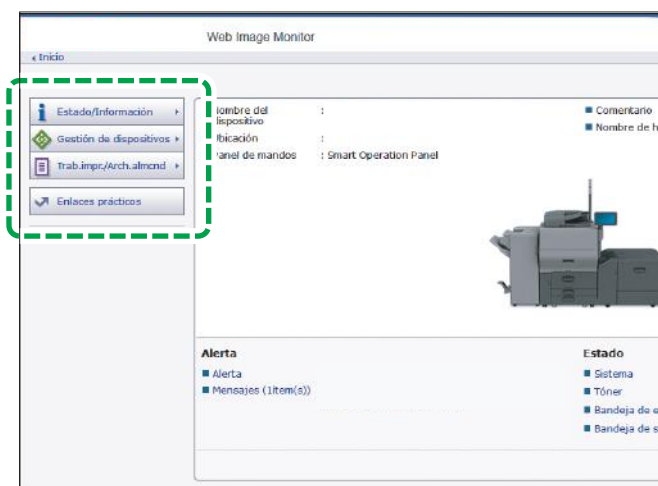 Web Image Monitor
Inicio
Estado/Información
Gestión de dispositivos
Trab.impr./Arch.almcnd
Enlaces prácticos
Nombre del :
dispositivo
Ubicación :
Panel de mandos : Smart Operation Panel
Comentario
Nombre de h
Alerta
Alerta
Mensajes (1ítem(s))
Estado
Sistema
Tóner
Bandeja de e
Bandeja de s